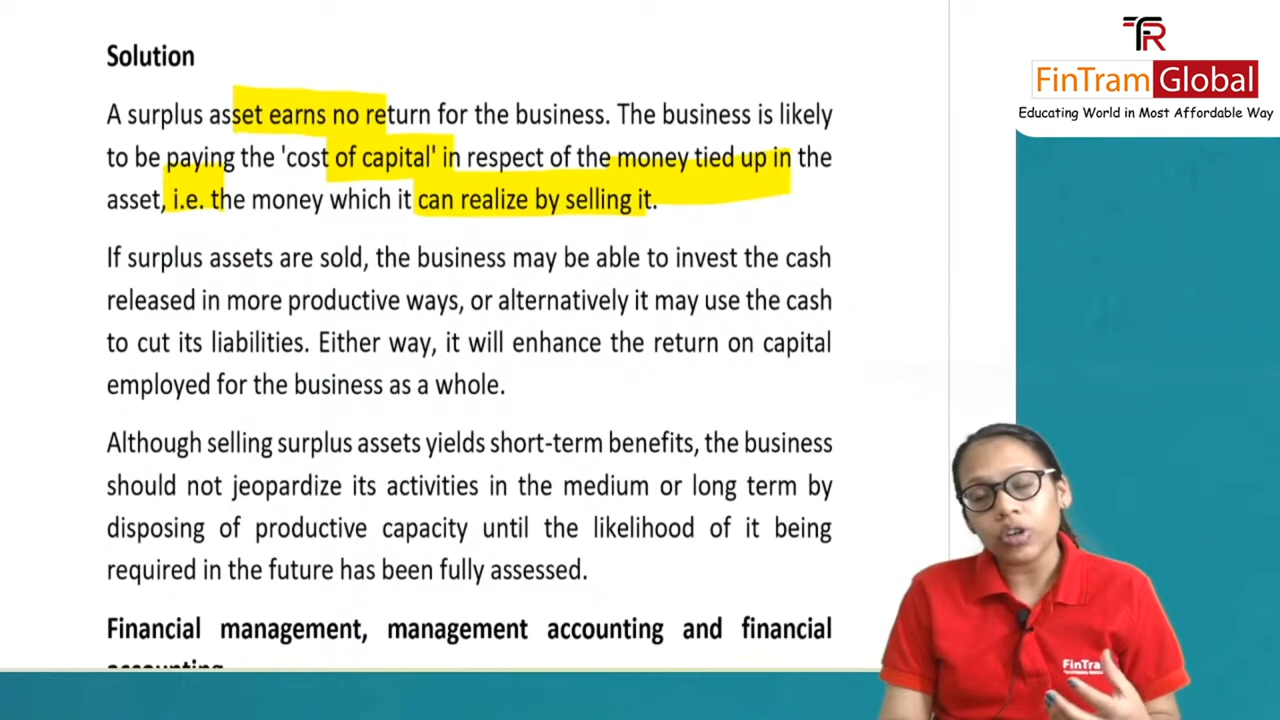 Solution
A surplus asset earns no return for the business. The business is likely
to be paying the 'cost of capital' in respect of the money tied up in the
asset, i.e. the money which it can realize by selling it.
If surplus assets are sold, the business may be able to invest the cash
released in more productive ways, or alternatively it may use the cash
to cut its liabilities. Either way, it will enhance the return on capital
employed for the business as a whole.
Although selling surplus assets yields short-term benefits, the business
should not jeopardize its activities in the medium or long term by
disposing of productive capacity until the likelihood of it being
required in the future has been fully assessed.
Financial management, management accounting and financial
accounting
FinTram Global
Educating World in Most Affordable Way
FinTra